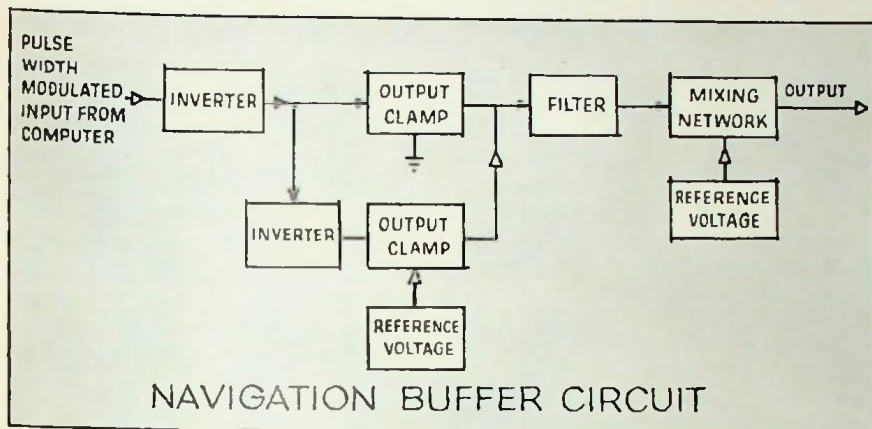 PULSE
WIDTH
MODULATED
INPUT FROM
COMPUTER
INVERTER
OUTPUT
CLAMP
FILTER
MIXING
NETWORK
OUTPUT
INVERTER
OUTPUT
CLAMP
REFERENCE
VOLTAGE
REFERENCE
VOLTAGE
NAVIGATION BUFFER CIRCUIT